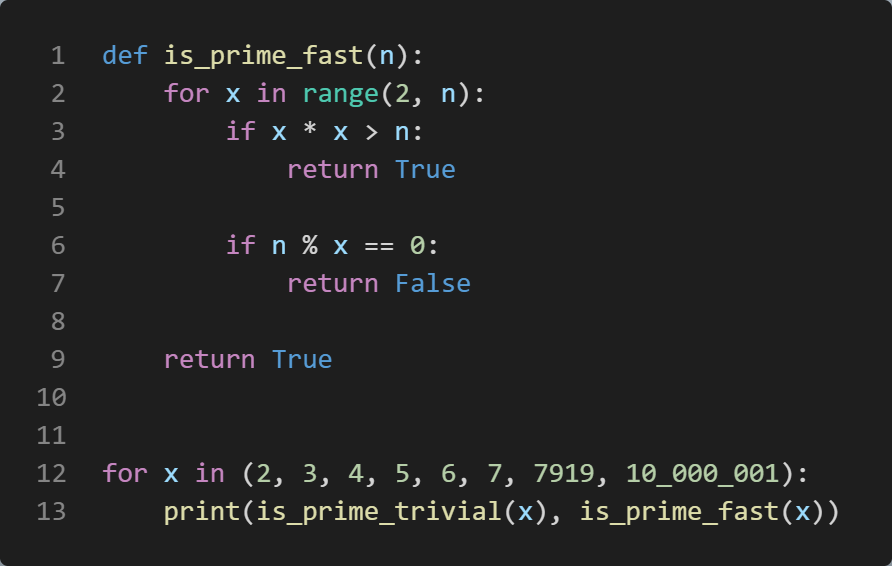 1 def is_prime_fast(n):
2     for x in range(2, n):
3         if x * x > n:
4             return True
5
6         if n % x == 0:
7             return False
8
9     return True
10
11
12 for x in (2, 3, 4, 5, 6, 7, 7919, 10_000_001):
13     print(is_prime_trivial(x), is_prime_fast(x))